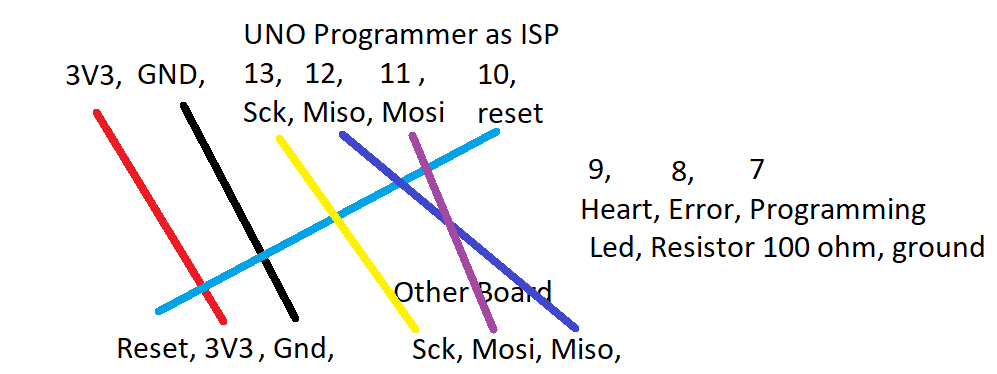 UNO Programmer as ISP
3V3, GND, 13, 12, 11 , 10,
Sck, Miso, Mosi reset
9, 8, 7
Heart, Error, Programming
Led, Resistor 100 ohm, ground
Other Board
Reset, 3V3 , Gnd, Sck, Mosi, Miso,